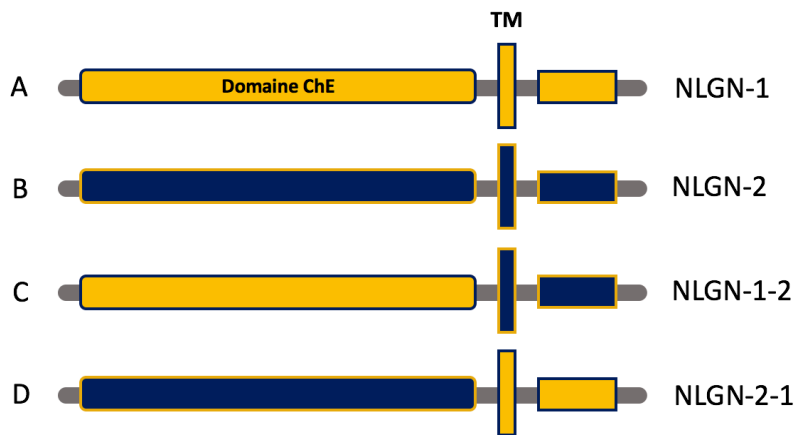 TM
A Domaine ChE NLGN-1
B NLGN-2
C NLGN-1-2
D NLGN-2-1